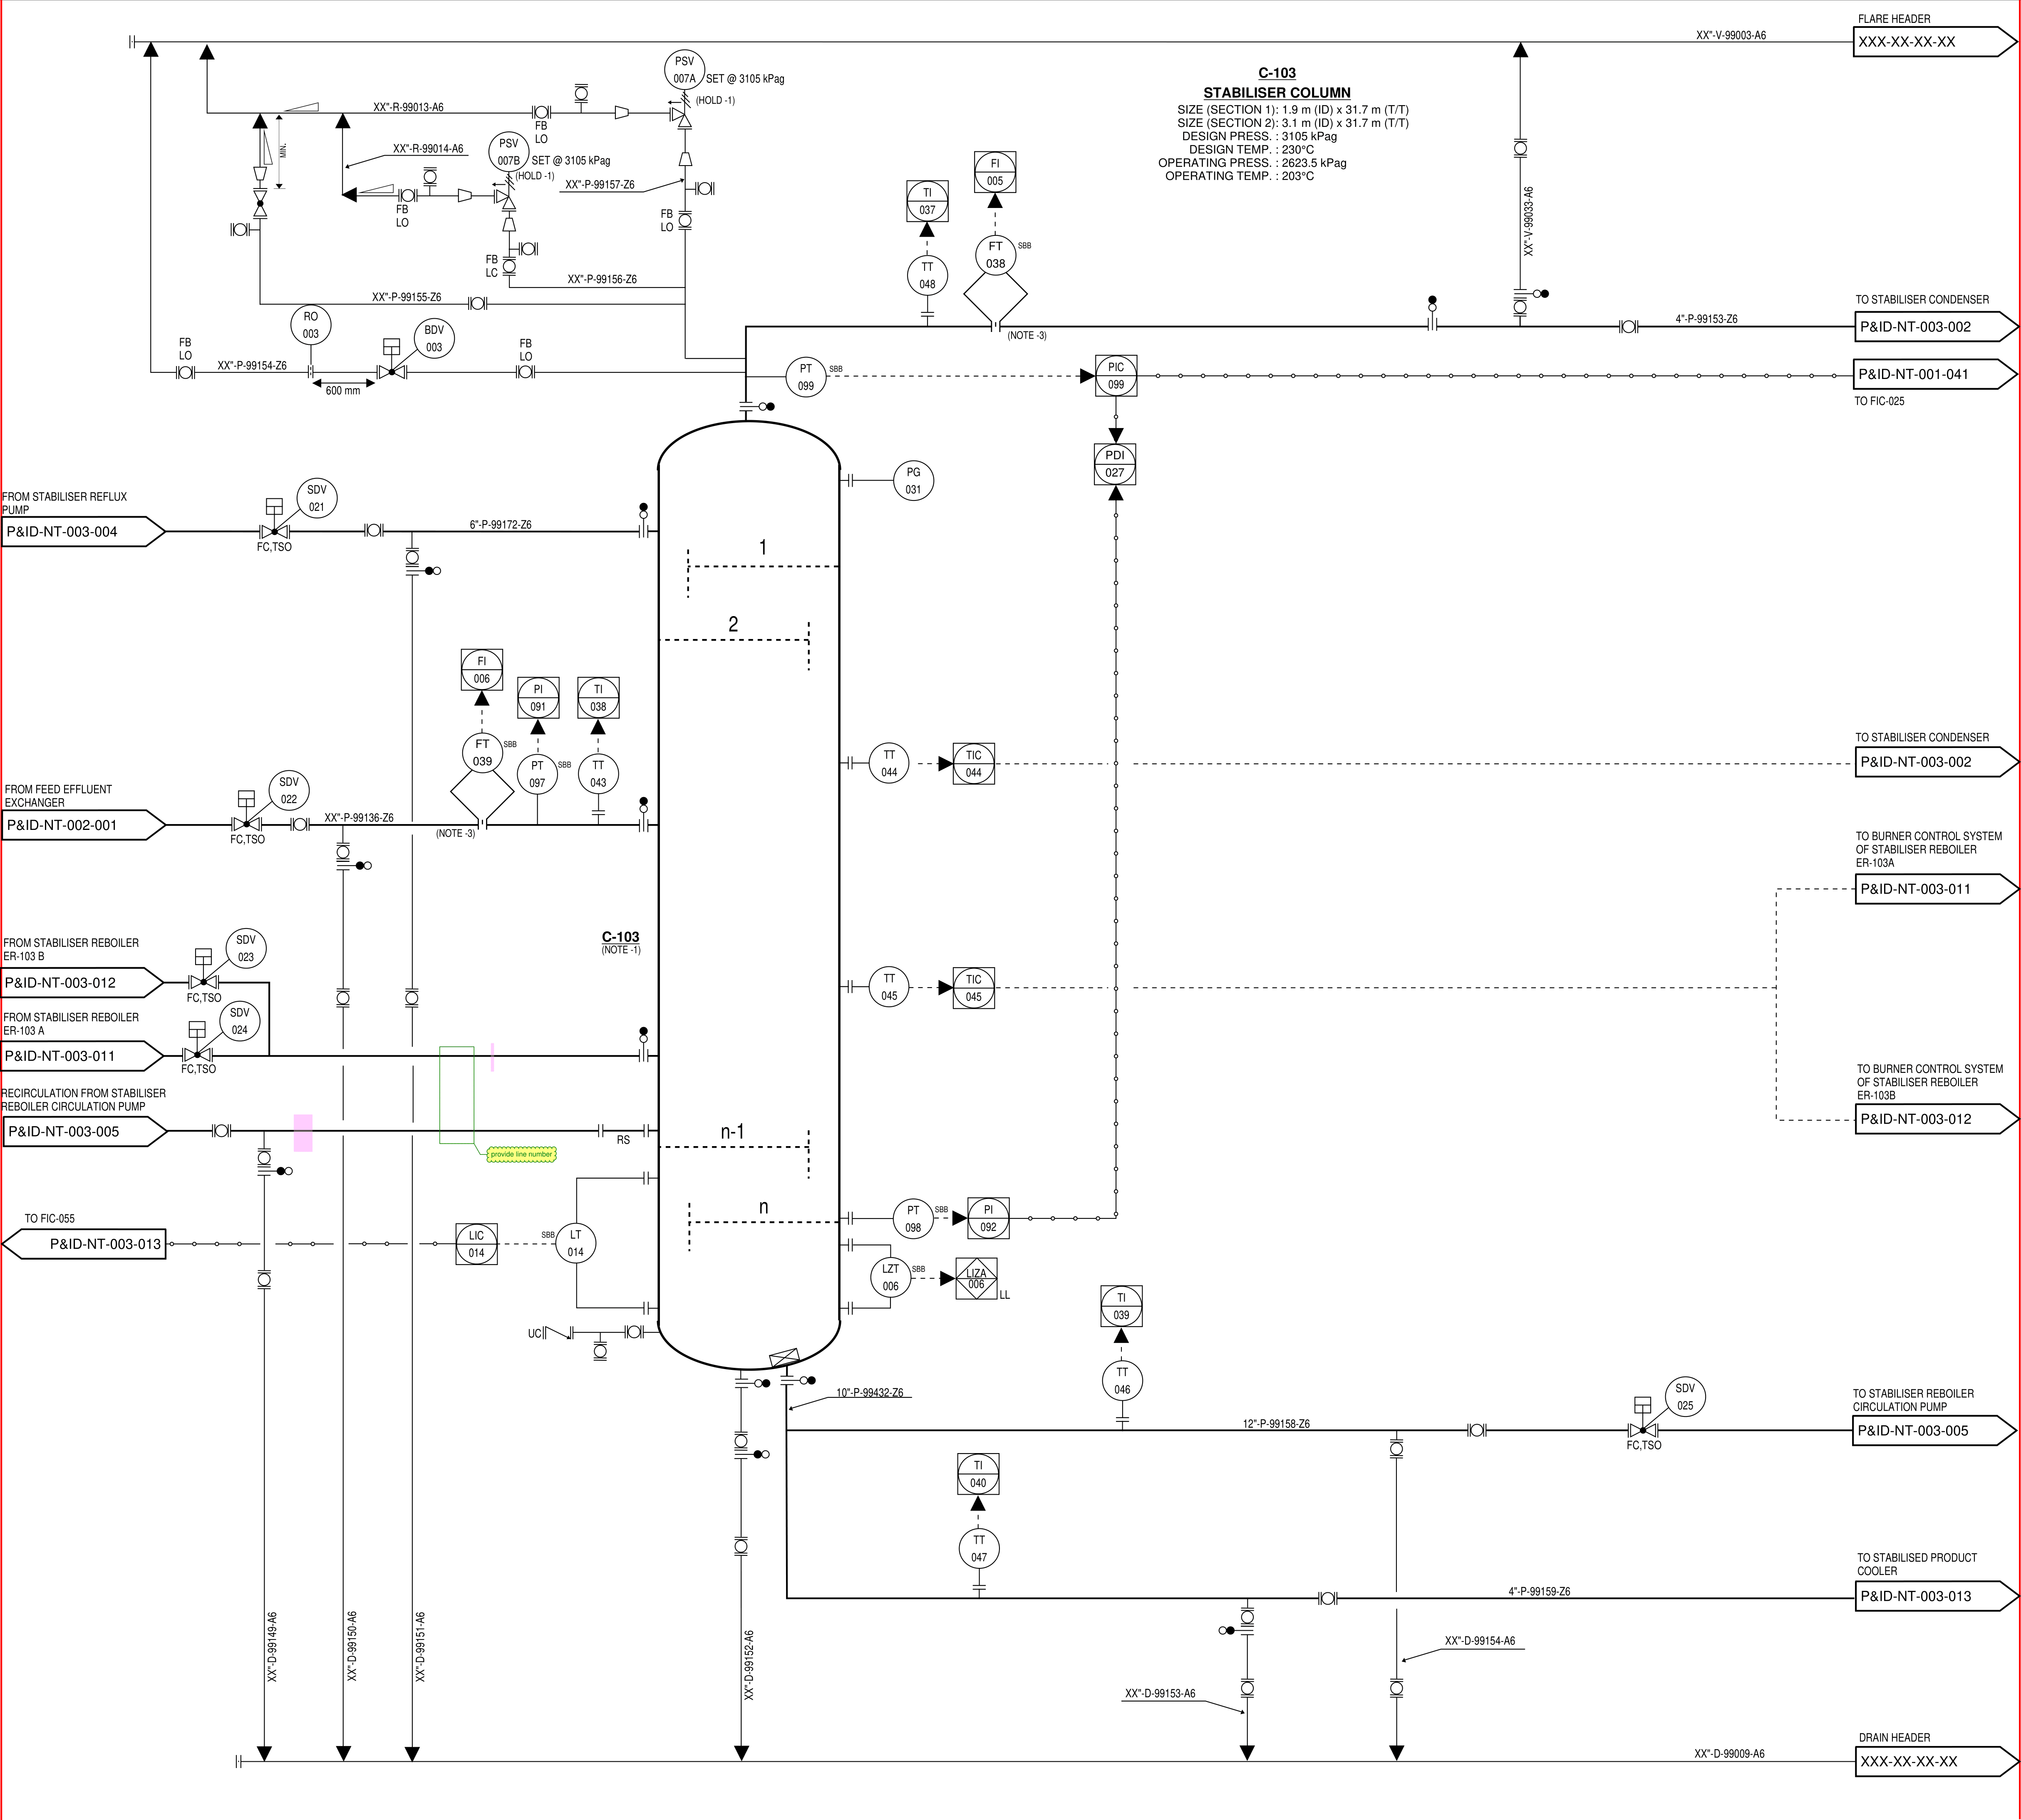 FLARE HEADER
XX"-V-99003-A6
XXX-XX-XX-XX
PSV
007A
SET @ 3105 kPag
(HOLD -1)
C-103
STABILISER COLUMN
SIZE (SECTION 1): 1.9 m (ID) x 31.7 m (T/T)
SIZE (SECTION 2): 3.1 m (ID) x 31.7 m (T/T)
DESIGN PRESS. : 3105 kPag
DESIGN TEMP. : 230°C
OPERATING PRESS. : 2623.5 kPag
OPERATING TEMP. : 203°C
XX"-R-99013-A6
FB
LO
MIN.
XX"-R-99014-A6
PSV
007B
SET @ 3105 kPag
(HOLD -1)
XX"-P-99157-Z6
FB
LO
FB
LO
FB
LC
XX"-P-99156-Z6
XX"-P-99155-Z6
TI
037
FI
005
TT
048
FT
038
SBB
XX"-V-99033-A6
(NOTE -3)
TO STABILISER CONDENSER
4"-P-99153-Z6
P&ID-NT-003-002
RO
003
BDV
003
FB
LO
XX"-P-99154-Z6
600 mm
FB
LO
PT
099
SBB
PIC
099
P&ID-NT-001-041
TO FIC-025
PDI
027
PG
031
FROM STABILISER REFLUX
PUMP
P&ID-NT-003-004
SDV
021
FC,TSO
6"-P-99172-Z6
1
2
FI
006
PI
091
TI
038
FT
039
SBB
PT
097
SBB
TT
043
TT
044
TIC
044
TO STABILISER CONDENSER
P&ID-NT-003-002
FROM FEED EFFLUENT
EXCHANGER
P&ID-NT-002-001
SDV
022
FC,TSO
XX"-P-99136-Z6
(NOTE -3)
TO BURNER CONTROL SYSTEM
OF STABILISER REBOILER
ER-103A
P&ID-NT-003-011
C-103
(NOTE -1)
FROM STABILISER REBOILER
ER-103 B
P&ID-NT-003-012
SDV
023
FC,TSO
TT
045
TIC
045
FROM STABILISER REBOILER
ER-103 A
P&ID-NT-003-011
SDV
024
FC,TSO
RECIRCULATION FROM STABILISER
REBOILER CIRCULATION PUMP
P&ID-NT-003-005
RS
provide line number
n-1
TO BURNER CONTROL SYSTEM
OF STABILISER REBOILER
ER-103B
P&ID-NT-003-012
n
TO FIC-055
P&ID-NT-003-013
LIC
014
SBB
LT
014
PT
098
SBB
PI
092
LZT
006
SBB
LIZA
006
LL
UC
TI
039
TT
046
10"-P-99432-Z6
12"-P-99158-Z6
SDV
025
FC,TSO
TO STABILISER REBOILER
CIRCULATION PUMP
P&ID-NT-003-005
TI
040
TT
047
TO STABILISED PRODUCT
COOLER
4"-P-99159-Z6
P&ID-NT-003-013
XX"-D-99149-A6
XX"-D-99150-A6
XX"-D-99151-A6
XX"-D-99152-A6
XX"-D-99154-A6
XX"-D-99153-A6
DRAIN HEADER
XX"-D-99009-A6
XXX-XX-XX-XX